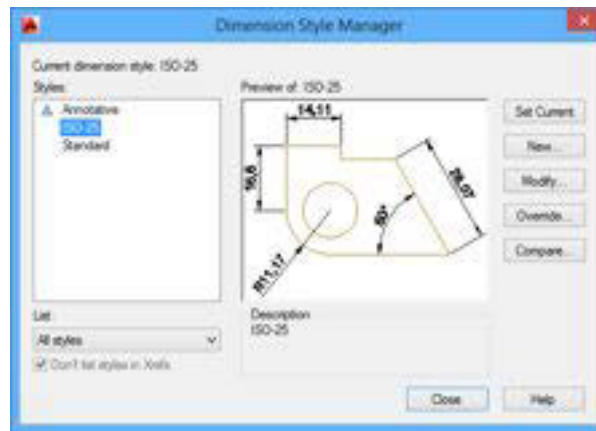 Dimension Style Manager
Current dimension style: ISO-25
Styles:
Annotative
ISO-25
Standard
Preview of: ISO-25
14,11
16,6
R11,17
60°
28,07
Set Current
New...
Modify...
Override...
Compare...
List:
All styles
Don't list styles in Xrefs
Description
ISO-25
Close
Help